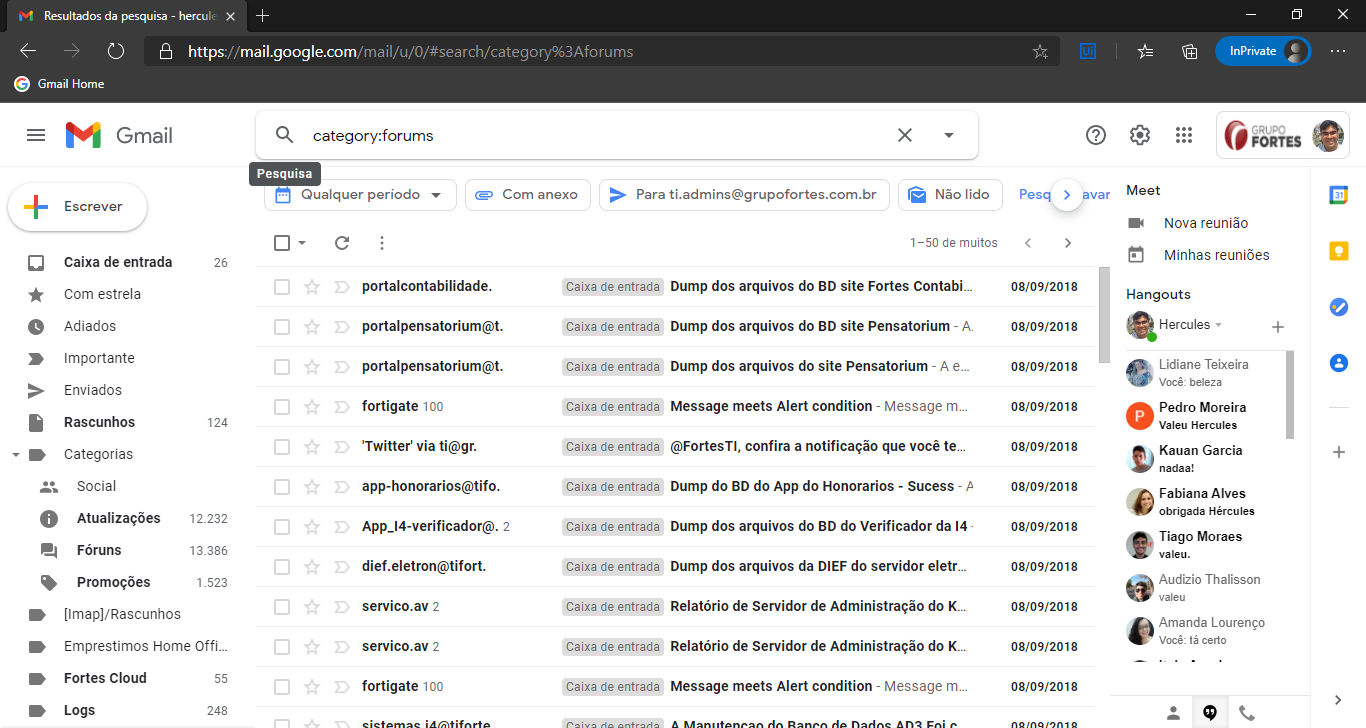 Resultados da pesquisa - hercule
https://mail.google.com/mail/u/0/#search/category%3Aforums
InPrivate
Gmail Home
Gmail
category:forums
GRUPO
FORTES
Pesquisa
Escrever
Qualquer período
Com anexo
Para ti.admins@grupofortes.com.br
Não lido
Pesq
avar
1–50 de muitos
Caixa de entrada 26
Com estrela
Adiados
Importante
Enviados
Rascunhos 124
Categorias
Social
Atualizações 12.232
Fóruns 13.386
Promoções 1.523
[Imap]/Rascunhos
Emprestimos Home Offi...
Fortes Cloud 55
Logs 248
portalcontabilidade. Caixa de entrada Dump dos arquivos do BD site Fortes Contabi... 08/09/2018
portalpensatorium@t. Caixa de entrada Dump dos arquivos do BD site Pensatorium - A. 08/09/2018
portalpensatorium@t. Caixa de entrada Dump dos arquivos do site Pensatorium - A e... 08/09/2018
fortigate 100 Caixa de entrada Message meets Alert condition - Message m... 08/09/2018
'Twitter' via ti@gr. Caixa de entrada @FortesTI, confira a notificação que você te... 08/09/2018
app-honorarios@tifo. Caixa de entrada Dump do BD do App do Honorarios - Sucess - A 08/09/2018
App_I4-verificador@. 2 Caixa de entrada Dump dos arquivos do BD do Verificador da I4 - 08/09/2018
dief.eletron@tifort. Caixa de entrada Dump dos arquivos da DIEF do servidor eletr... 08/09/2018
servico.av 2 Caixa de entrada Relatório de Servidor de Administração do K... 08/09/2018
servico.av 2 Caixa de entrada Relatório de Servidor de Administração do K... 08/09/2018
fortigate 100 Caixa de entrada Message meets Alert condition - Message m... 08/09/2018
sistemas.i4@tiforte. Caixa de entrada A Manutençao do Banco de Dados AD3 Foi c... 08/09/2018
Meet
Nova reunião
Minhas reuniões
Hangouts
Hercules
Lidiane Teixeira
Você: beleza
P
Pedro Moreira
Valeu Hercules
Kauan Garcia
nadaa!
Fabiana Alves
obrigada Hércules
Tiago Moraes
valeu.
Audizio Thalisson
valeu
Amanda Lourenço
Você: tá certo
31